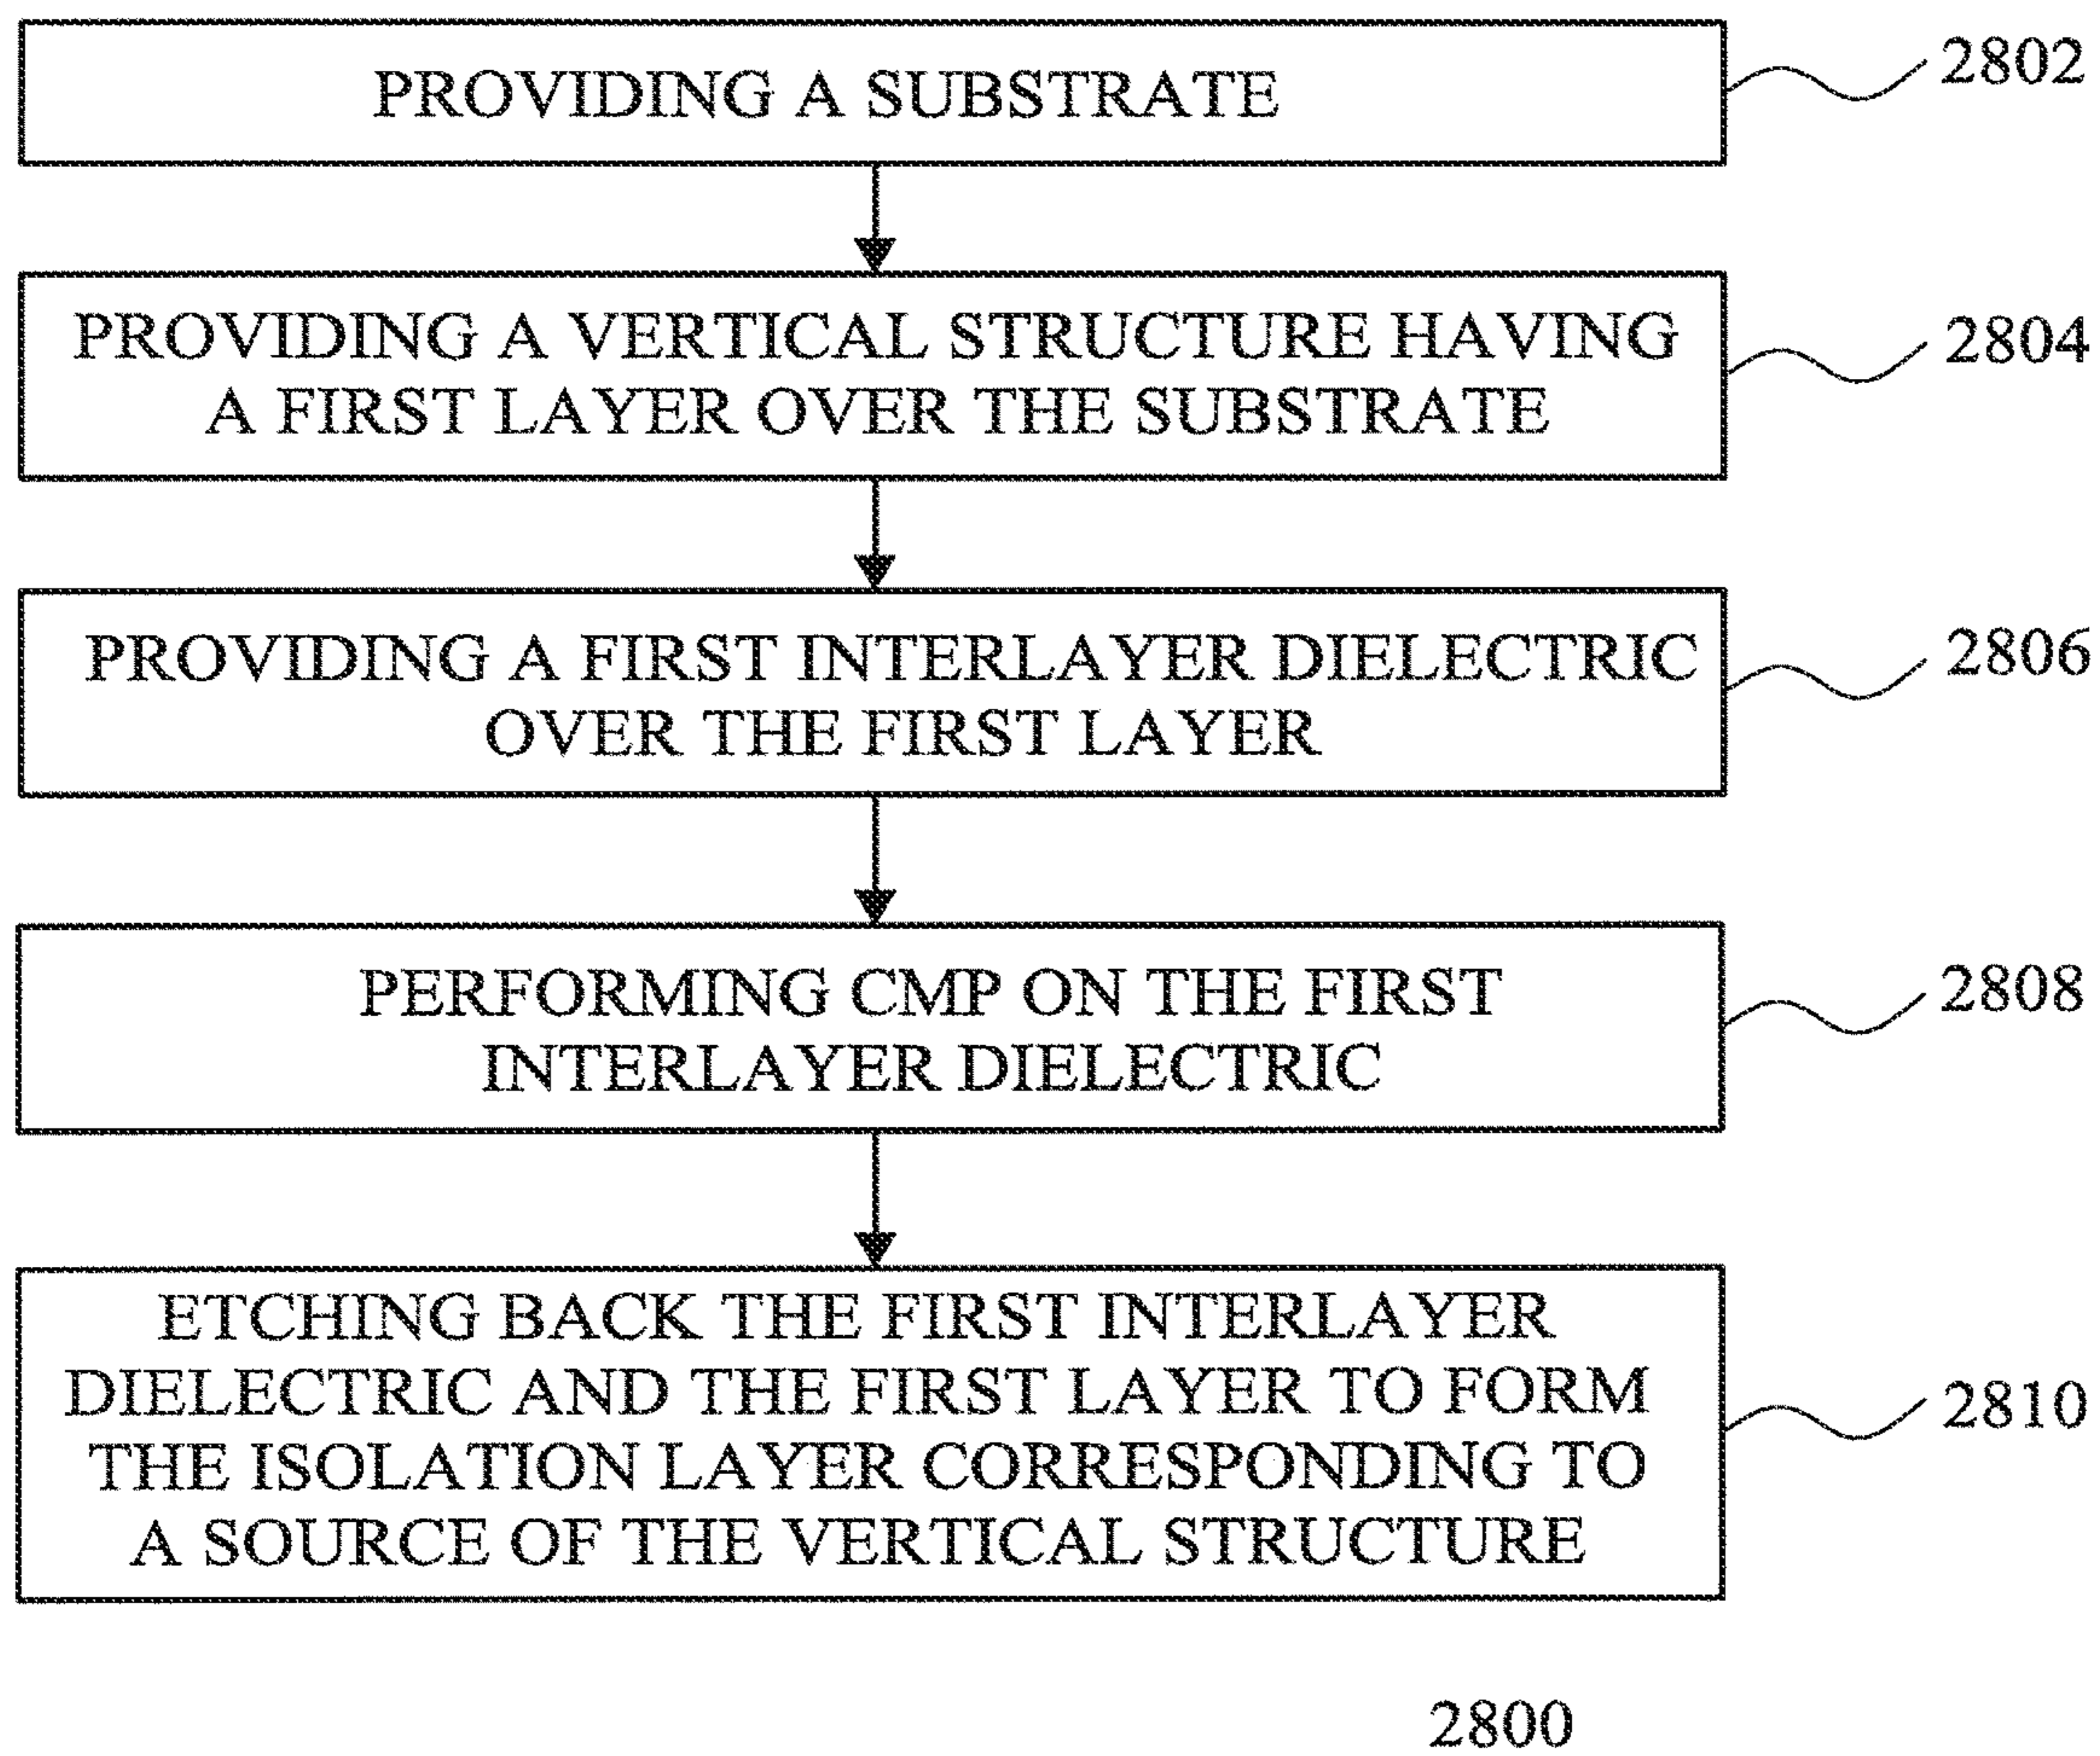 PROVIDING A SUBSTRATE
2802
PROVIDING A VERTICAL STRUCTURE HAVING
A FIRST LAYER OVER THE SUBSTRATE
2804
PROVIDING A FIRST INTERLAYER DIELECTRIC
OVER THE FIRST LAYER
2806
PERFORMING CMP ON THE FIRST
INTERLAYER DIELECTRIC
2808
ETCHING BACK THE FIRST INTERLAYER
DIELECTRIC AND THE FIRST LAYER TO FORM
THE ISOLATION LAYER CORRESPONDING TO
A SOURCE OF THE VERTICAL STRUCTURE
2810
2800